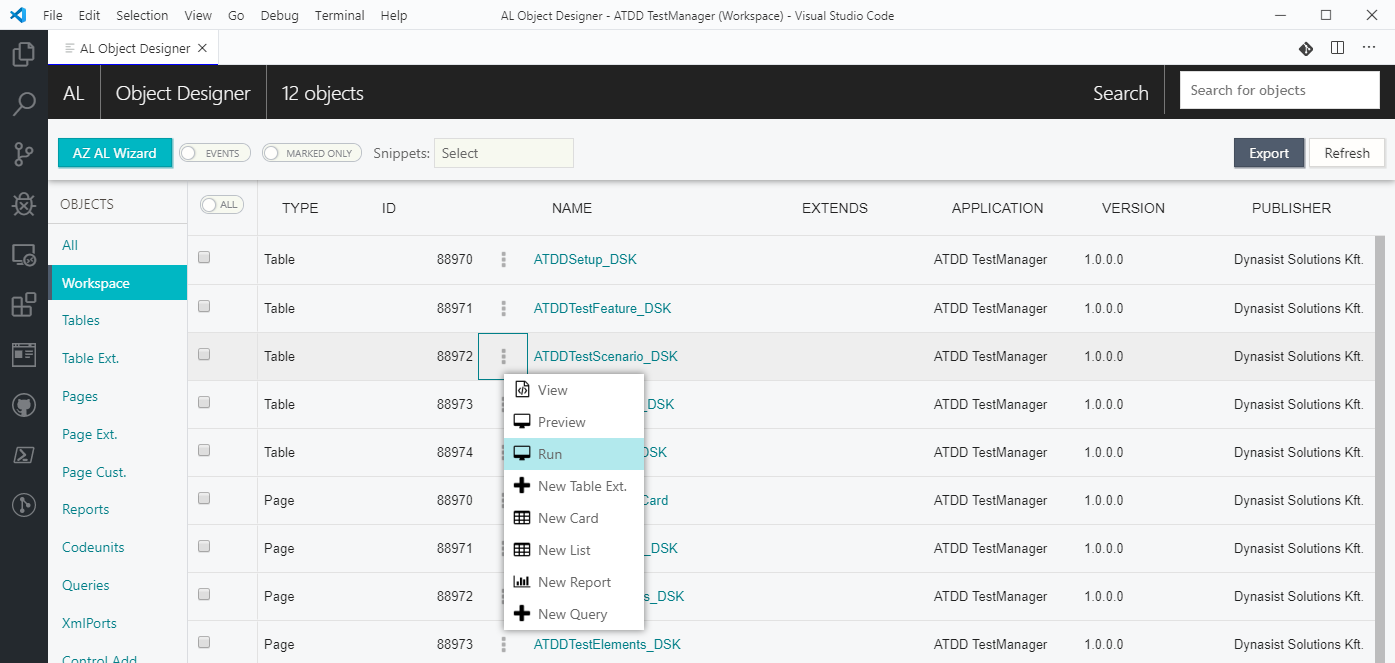 File Edit Selection View Go Debug Terminal Help AL Object Designer - ATDD TestManager (Workspace) - Visual Studio Code
AL Object Designer
AL Object Designer 12 objects Search Search for objects
AZ AL Wizard EVENTS MARKED ONLY Snippets: Select Export Refresh
OBJECTS
All
Workspace
Tables
Table Ext.
Pages
Page Ext.
Page Cust.
Reports
Codeunits
Queries
XmlPorts
Control Add
ALL TYPE ID NAME EXTENDS APPLICATION VERSION PUBLISHER
Table 88970 ATDDSetup_DSK ATDD TestManager 1.0.0.0 Dynasist Solutions Kft.
Table 88971 ATDDTestFeature_DSK ATDD TestManager 1.0.0.0 Dynasist Solutions Kft.
Table 88972 ATDDTestScenario_DSK ATDD TestManager 1.0.0.0 Dynasist Solutions Kft.
Table 88973 _DSK ATDD TestManager 1.0.0.0 Dynasist Solutions Kft.
Table 88974 DSK ATDD TestManager 1.0.0.0 Dynasist Solutions Kft.
Page 88970 Card ATDD TestManager 1.0.0.0 Dynasist Solutions Kft.
Page 88971 _DSK ATDD TestManager 1.0.0.0 Dynasist Solutions Kft.
Page 88972 s_DSK ATDD TestManager 1.0.0.0 Dynasist Solutions Kft.
Page 88973 ATDDTestElements_DSK ATDD TestManager 1.0.0.0 Dynasist Solutions Kft.
View
Preview
Run
New Table Ext.
New Card
New List
New Report
New Query